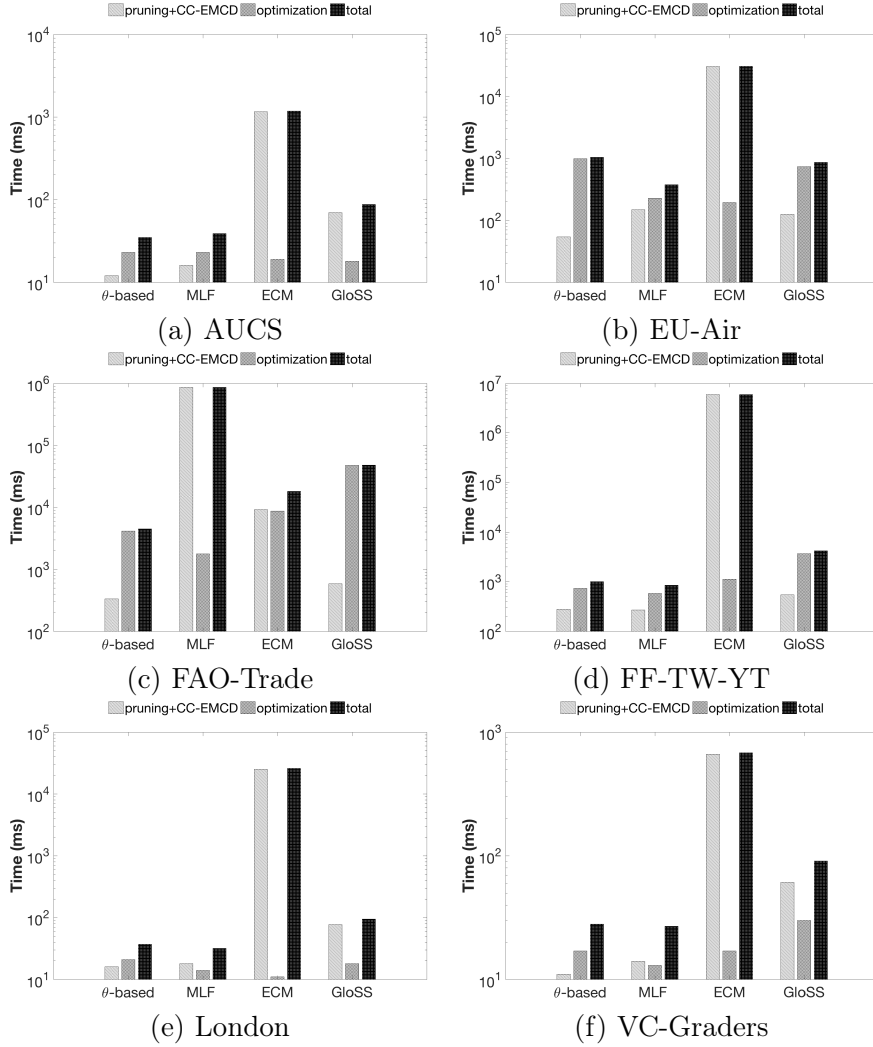 pruning+CC-EMCD optimization total
Time (ms)
10^4
10^3
10^2
10^1
θ-based MLF ECM GloSS
(a) AUCS
pruning+CC-EMCD optimization total
Time (ms)
10^5
10^4
10^3
10^2
10^1
θ-based MLF ECM GloSS
(b) EU-Air
pruning+CC-EMCD optimization total
Time (ms)
10^6
10^5
10^4
10^3
10^2
θ-based MLF ECM GloSS
(c) FAO-Trade
pruning+CC-EMCD optimization total
Time (ms)
10^7
10^6
10^5
10^4
10^3
10^2
θ-based MLF ECM GloSS
(d) FF-TW-YT
pruning+CC-EMCD optimization total
Time (ms)
10^5
10^4
10^3
10^2
10^1
θ-based MLF ECM GloSS
(e) London
pruning+CC-EMCD optimization total
Time (ms)
10^3
10^2
10^1
θ-based MLF ECM GloSS
(f) VC-Graders